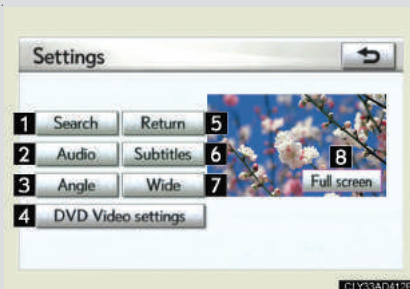 Settings
1 Search Return 5
2 Audio Subtitles 6
3 Angle Wide 7
8
Full screen
4 DVD Video settings
CLY33AD412E